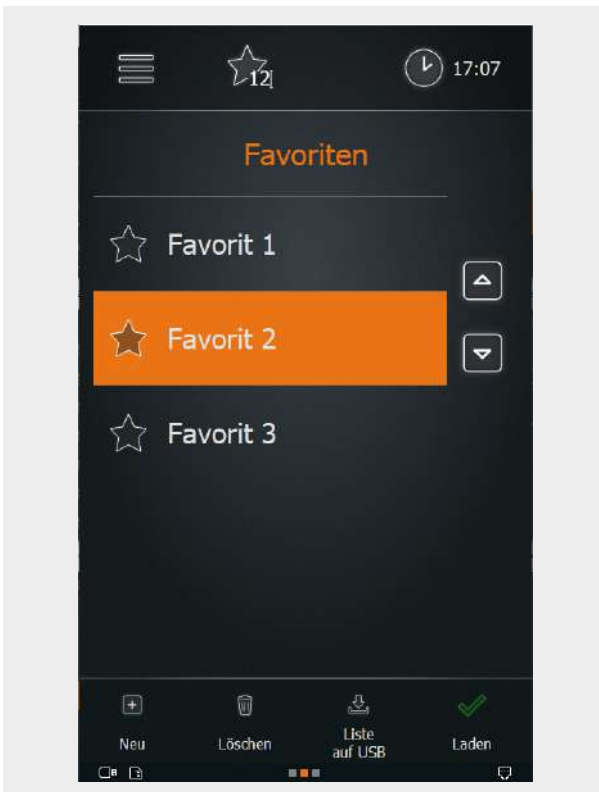 12
17:07
Favoriten
Favorit 1
Favorit 2
Favorit 3
Neu
Löschen
Liste
auf USB
Laden